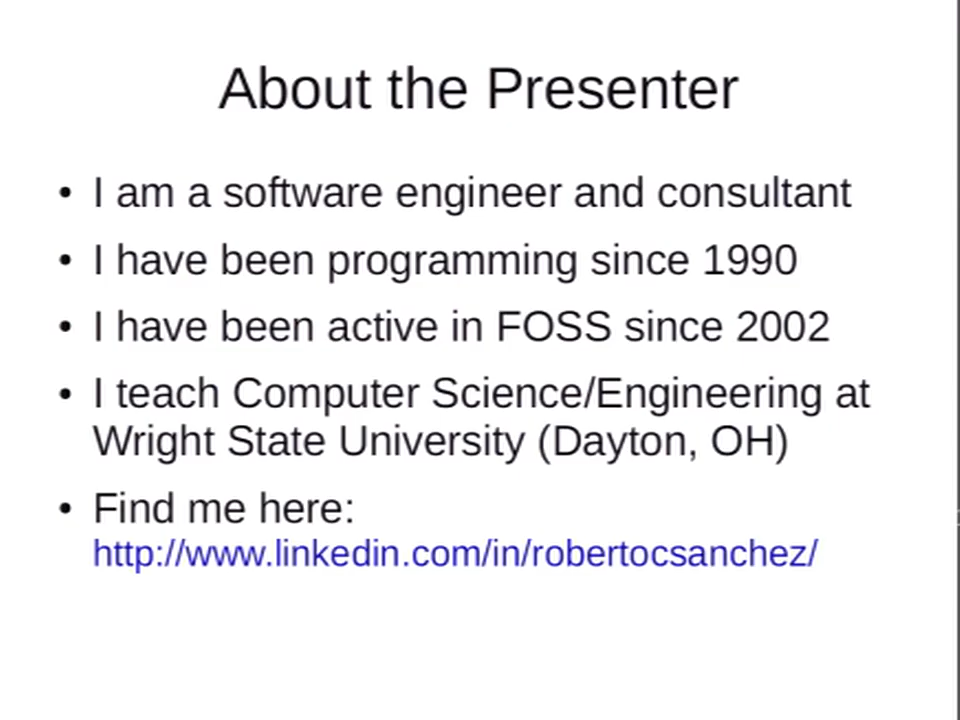 About the Presenter
• I am a software engineer and consultant
• I have been programming since 1990
• I have been active in FOSS since 2002
• I teach Computer Science/Engineering at
Wright State University (Dayton, OH)
• Find me here:
http://www.linkedin.com/in/robertocsanchez/